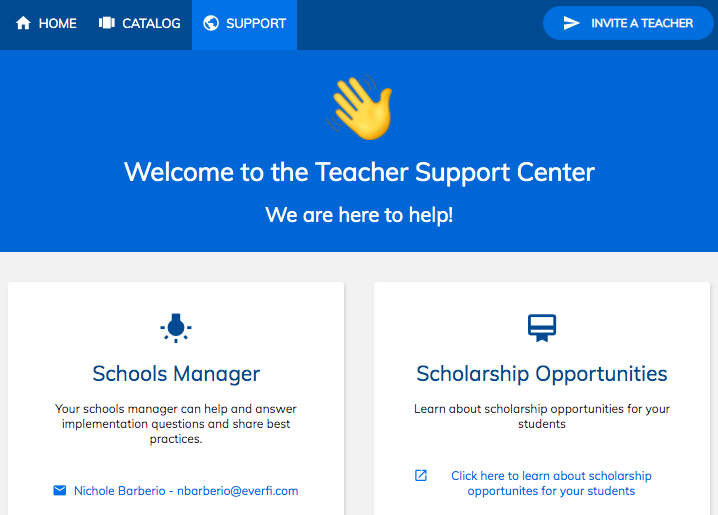 HOME CATALOG SUPPORT INVITE A TEACHER
Welcome to the Teacher Support Center
We are here to help!
Schools Manager
Your schools manager can help and answer
implementation questions and share best
practices.
Nichole Barberio - nbarberio@everfi.com
Scholarship Opportunities
Learn about scholarship opportunities for your
students
Click here to learn about scholarship
opportunites for your students